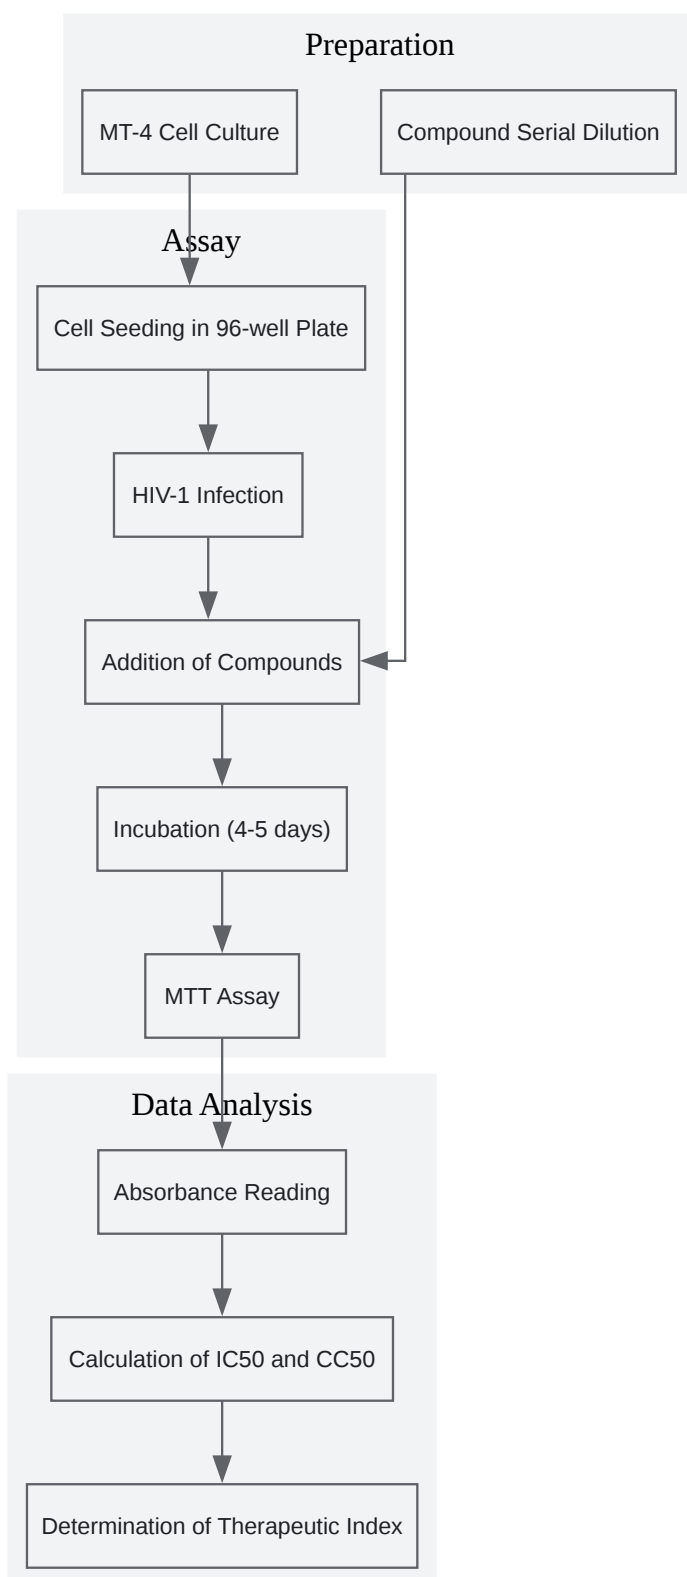 Preparation
MT-4 Cell Culture
Compound Serial Dilution
Assay
Cell Seeding in 96-well Plate
HIV-1 Infection
Addition of Compounds
Incubation (4-5 days)
MTT Assay
Data Analysis
Absorbance Reading
Calculation of IC50 and CC50
Determination of Therapeutic Index